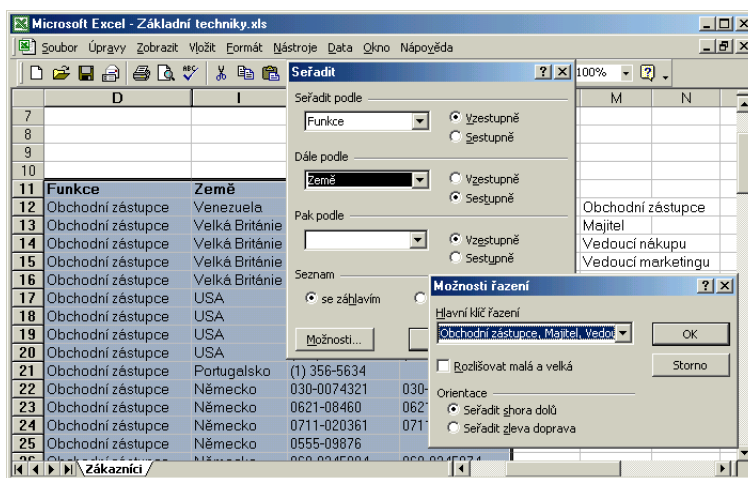 Microsoft Excel - Základní techniky.xls
Soubor Úpravy Zobrazit Vložit Formát Nástroje Data Okno Nápověda
100%
D I M N
7
8
9
10
11 Funkce Země
12 Obchodní zástupce Venezuela Obchodní zástupce
13 Obchodní zástupce Velká Británie Majitel
14 Obchodní zástupce Velká Británie Vedoucí nákupu
15 Obchodní zástupce Velká Británie Vedoucí marketingu
16 Obchodní zástupce Velká Británie
17 Obchodní zástupce USA
18 Obchodní zástupce USA
19 Obchodní zástupce USA
20 Obchodní zástupce USA
21 Obchodní zástupce Portugalsko (1) 356-5634
22 Obchodní zástupce Německo 030-0074321 030-
23 Obchodní zástupce Německo 0621-08460 062
24 Obchodní zástupce Německo 0711-020361 071
25 Obchodní zástupce Německo 0555-09876
Zákazníci
Seřadit
Seřadit podle
Funkce
Vzestupně
Sestupně
Dále podle
Země
Vzestupně
Sestupně
Pak podle
Vzestupně
Sestupně
Seznam
se záhlavím
Možnosti...
Možnosti řazení
Hlavní klíč řazení
Obchodní zástupce, Majitel, Vedou
OK
Rozlišovat malá a velká
Storno
Orientace
Seřadit shora dolů
Seřadit zleva doprava